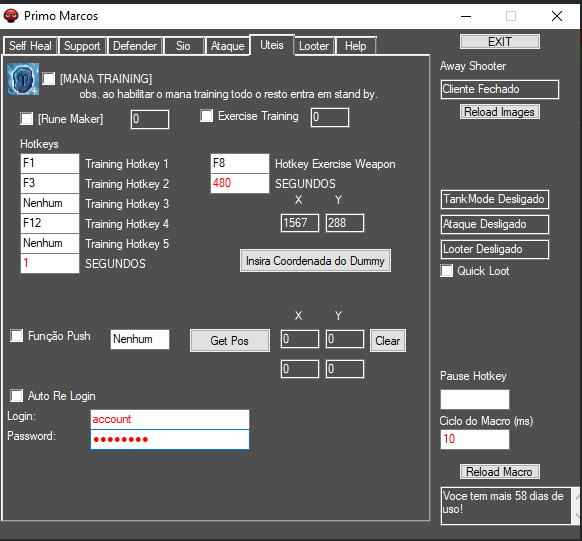 Primo Marcos
Self Heal Support Defender Sio Ataque Uteis Looter Help
EXIT
Away Shooter
Cliente Fechado
Reload Images
[MANA TRAINING]
obs. ao habilitar o mana training todo o resto entra em stand by.
[Rune Maker] 0 Exercise Training 0
Hotkeys
F1 Training Hotkey 1 F8 Hotkey Exercise Weapon
F3 Training Hotkey 2 480 SEGUNDOS
Nenhum Training Hotkey 3 X Y
F12 Training Hotkey 4 1567 288
Nenhum Training Hotkey 5
1 SEGUNDOS Insira Coordenada do Dummy
TankMode Desligado
Ataque Desligado
Looter Desligado
Quick Loot
X Y
Função Push Nenhum Get Pos 0 0 Clear
0 0
Auto Re Login
Login: account
Password: ●●●●●●●●
Pause Hotkey
Ciclo do Macro (ms)
10
Reload Macro
Voce tem mais 58 dias de
uso!